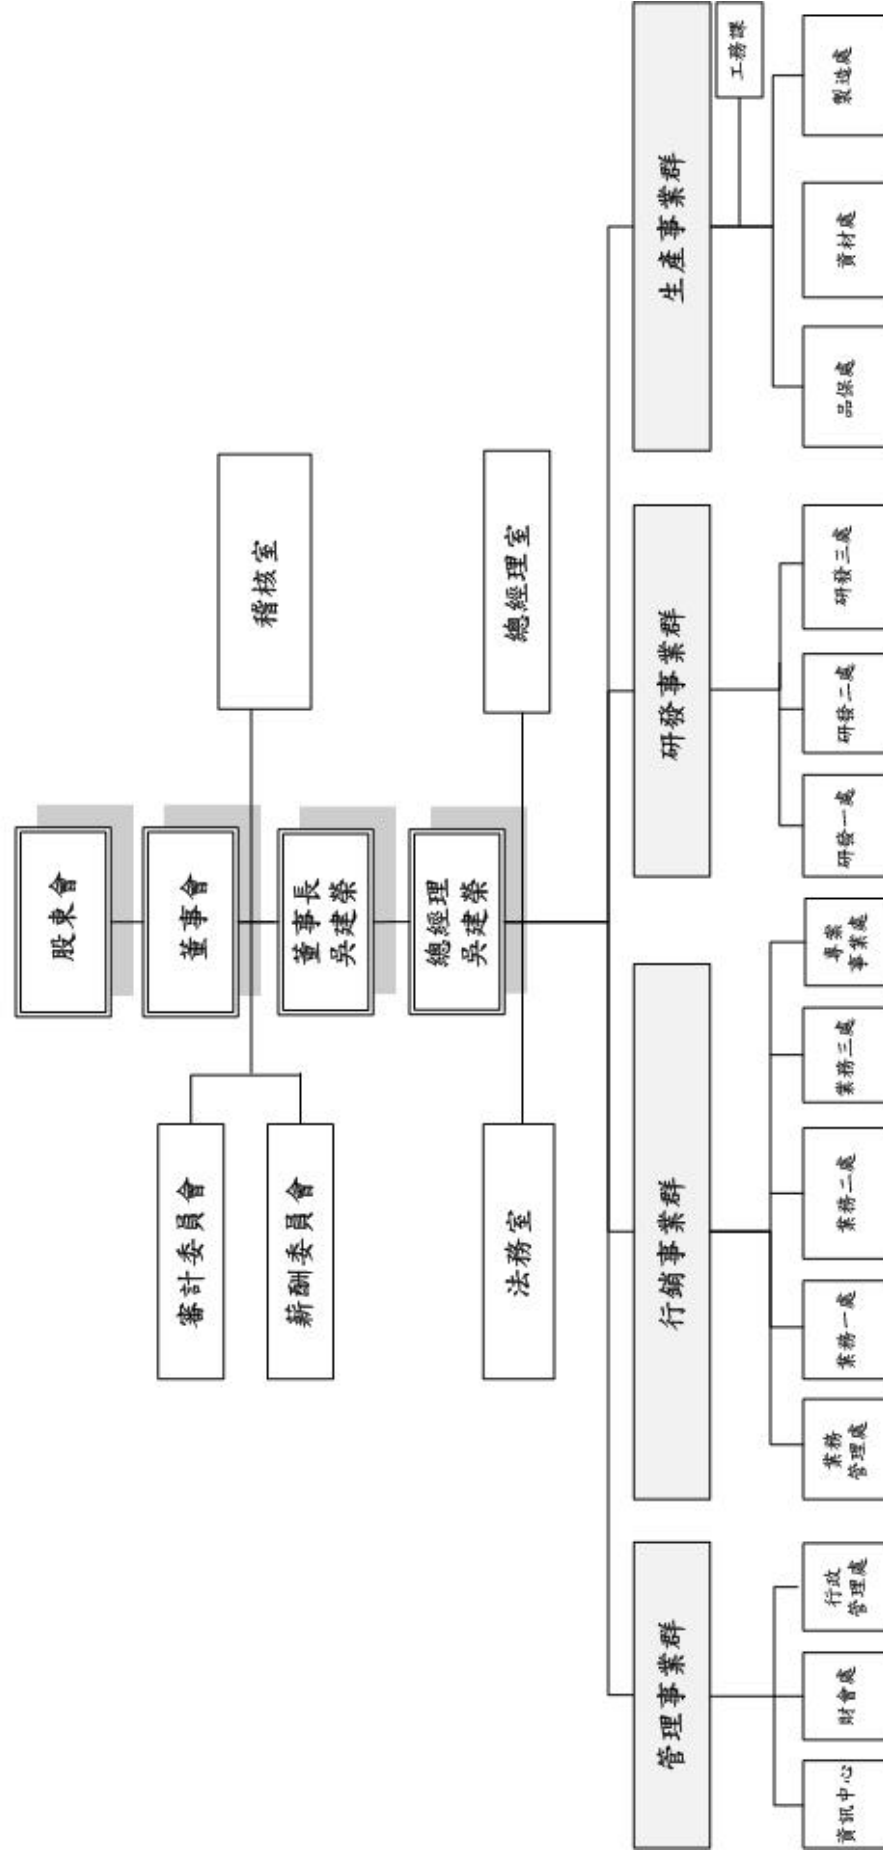 股東會
董事會
審計委員會
稽核室
薪酬委員會
董事長
吳建榮
總經理
吳建榮
法務室
總經理室
管理事業群
行銷事業群
研發事業群
生產事業群
工務課
資訊中心
財會處
行政
管理處
業務
管理處
業務一處
業務二處
業務三處
專案
事業處
研發一處
研發二處
研發三處
品保處
資材處
製造處